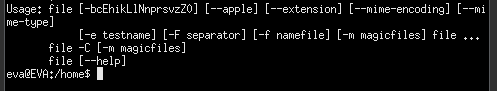 Usage: file [-bcEhikLlNnprsvzZ0] [--apple] [--extension] [--mime-encoding] [--mi
me-type]
            [-e testname] [-F separator] [-f namefile] [-m magicfiles] file ...
       file -C [-m magicfiles]
       file [--help]
eva@EVA:/home$